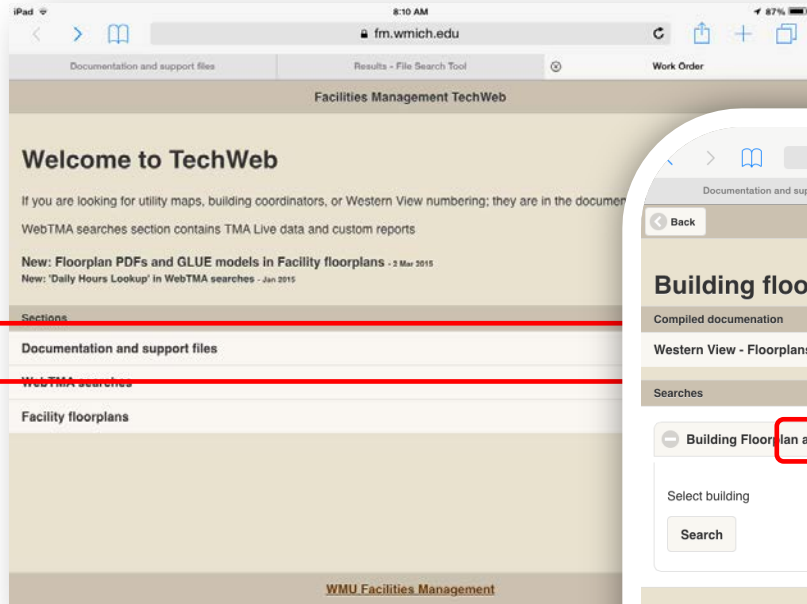 iPad
8:10 AM
87%
fm.wmich.edu
Documentation and support files
Results - File Search Tool
Work Order
Facilities Management TechWeb
Welcome to TechWeb
If you are looking for utility maps, building coordinators, or Western View numbering; they are in the documen
WebTMA searches section contains TMA Live data and custom reports
New: Floorplan PDFs and GLUE models in Facility floorplans - 2 Mar 2015
New: 'Daily Hours Lookup' in WebTMA searches - Jan 2015
Sections
Documentation and support files
WebTMA searches
Facility floorplans
WMU Facilities Management
Documentation and sup
Back
Building floo
Compiled documenation
Western View - Floorplans
Searches
Building Floorplan a
Select building
Search